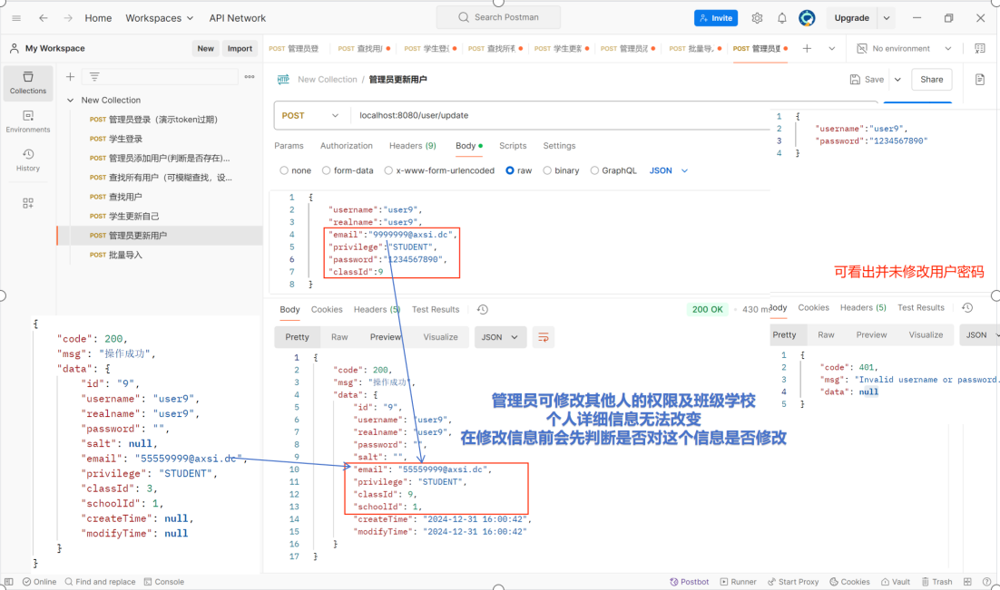 Home Workspaces API Network Search Postman Invite Upgrade
My Workspace New Import
POST 管理员登 POST 查找用户 POST 学生登录 POST 查找所有 POST 学生更新 POST 管理员添 POST 批量导入 POST 管理员更 No environment
Collections
Environments
History
New Collection
POST 管理员登录（演示token过期）
POST 学生登录
POST 管理员添加用户(判断是否存在)...
POST 查找所有用户（可模糊查找，设...
POST 查找用户
POST 学生更新自己
POST 管理员更新用户
POST 批量导入
HTTP New Collection / 管理员更新用户 Save Share
POST localhost:8080/user/update
Params Authorization Headers (9) Body Scripts Settings
none form-data x-www-form-urlencoded raw binary GraphQL JSON
1 {
2 "username":"user9",
3 "realname":"user9",
4 "email":"9999999@axsi.dc",
5 "privilege":"STUDENT",
6 "password":"1234567890",
7 "classId":9
8 }
1 {
2 "username":"user9",
3 "password":"1234567890"
4 }
可看出并未修改用户密码
Body Cookies Headers (5) Test Results 200 OK 430 m
Pretty Raw Preview Visualize JSON
1 {
2 "code": 200,
3 "msg": "操作成功",
4 "data": {
5 "id": "9",
6 "username": "user9",
7 "realname": "user9",
8 "password": "",
9 "salt": "",
10 "email": "55559999@axsi.dc",
11 "privilege": "STUDENT",
12 "classId": 9,
13 "schoolId": 1,
14 "createTime": "2024-12-31 16:00:42",
15 "modifyTime": "2024-12-31 16:00:42"
16 }
17 }
管理员可修改其他人的权限及班级学校
个人详细信息无法改变
在修改信息前会先判断是否对这个信息是否修改
ody Cookies Headers (5) Test Results
Pretty Raw Preview Visualize JSON
1 {
2 "code": 401,
3 "msg": "Invalid username or password.
4 "data": null
5 }
{
"code": 200,
"msg": "操作成功",
"data": {
"id": "9",
"username": "user9",
"realname": "user9",
"password": "",
"salt": null,
"email": "55559999@axsi.dc",
"privilege": "STUDENT",
"classId": 3,
"schoolId": 1,
"createTime": null,
"modifyTime": null
}
}
Online Find and replace Console Postbot Runner Start Proxy Cookies Vault Trash